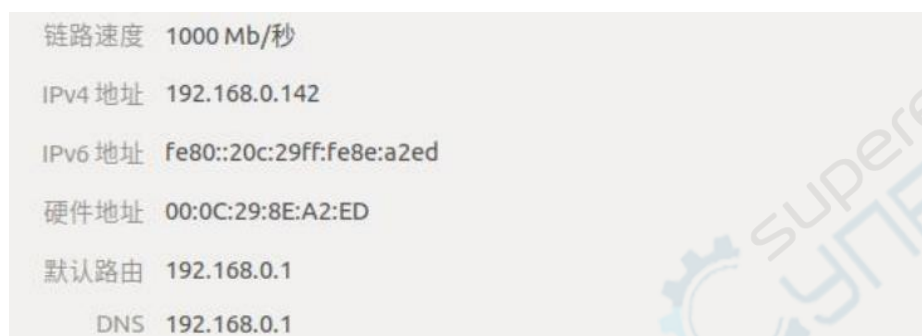 链路速度 1000 Mb/秒
IPv4 地址 192.168.0.142
IPv6 地址 fe80::20c:29ff:fe8e:a2ed
硬件地址 00:0C:29:8E:A2:ED
默认路由 192.168.0.1
DNS 192.168.0.1